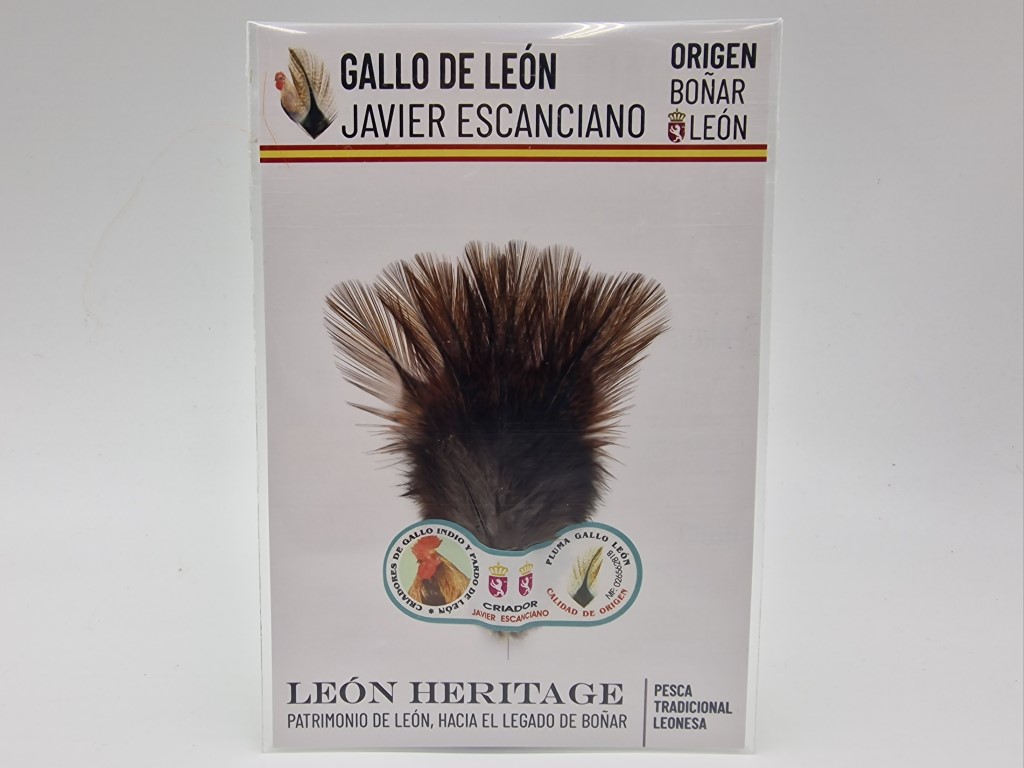 GALLO DE LEÓN
JAVIER ESCANCIANO
ORIGEN
BOÑAR
LEÓN
CRIADORES DE GALLO INDIO Y PARDO DE LEÓN *
CRIADOR
JAVIER ESCANCIANO
PLUMA GALLO LEÓN
CALIDAD DE ORIGEN
LEÓN HERITAGE
PATRIMONIO DE LEÓN, HACIA EL LEGADO DE BOÑAR
PESCA
TRADICIONAL
LEONESA